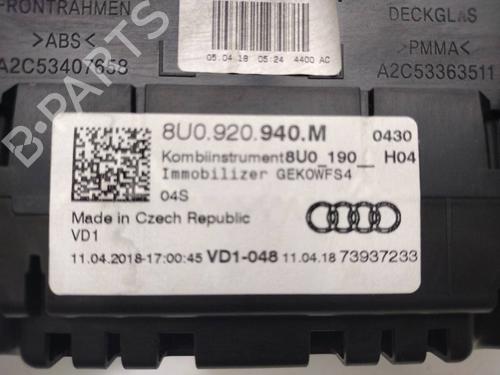 FRONTRAHMEN
>ABS<
A2C53407658
05.04.18 05:24 4400 AC
DECKGLAS
>PMMA<
A2C53363511
B-PARTS
8U0.920.940.M 0430
Kombiinstrument8U0_190__ H04
Immobilizer GEKOWFS4
04S
Made in Czech Republic
VD1
11.04.2018-17:00:45 VD1-048 11.04.18 73937233